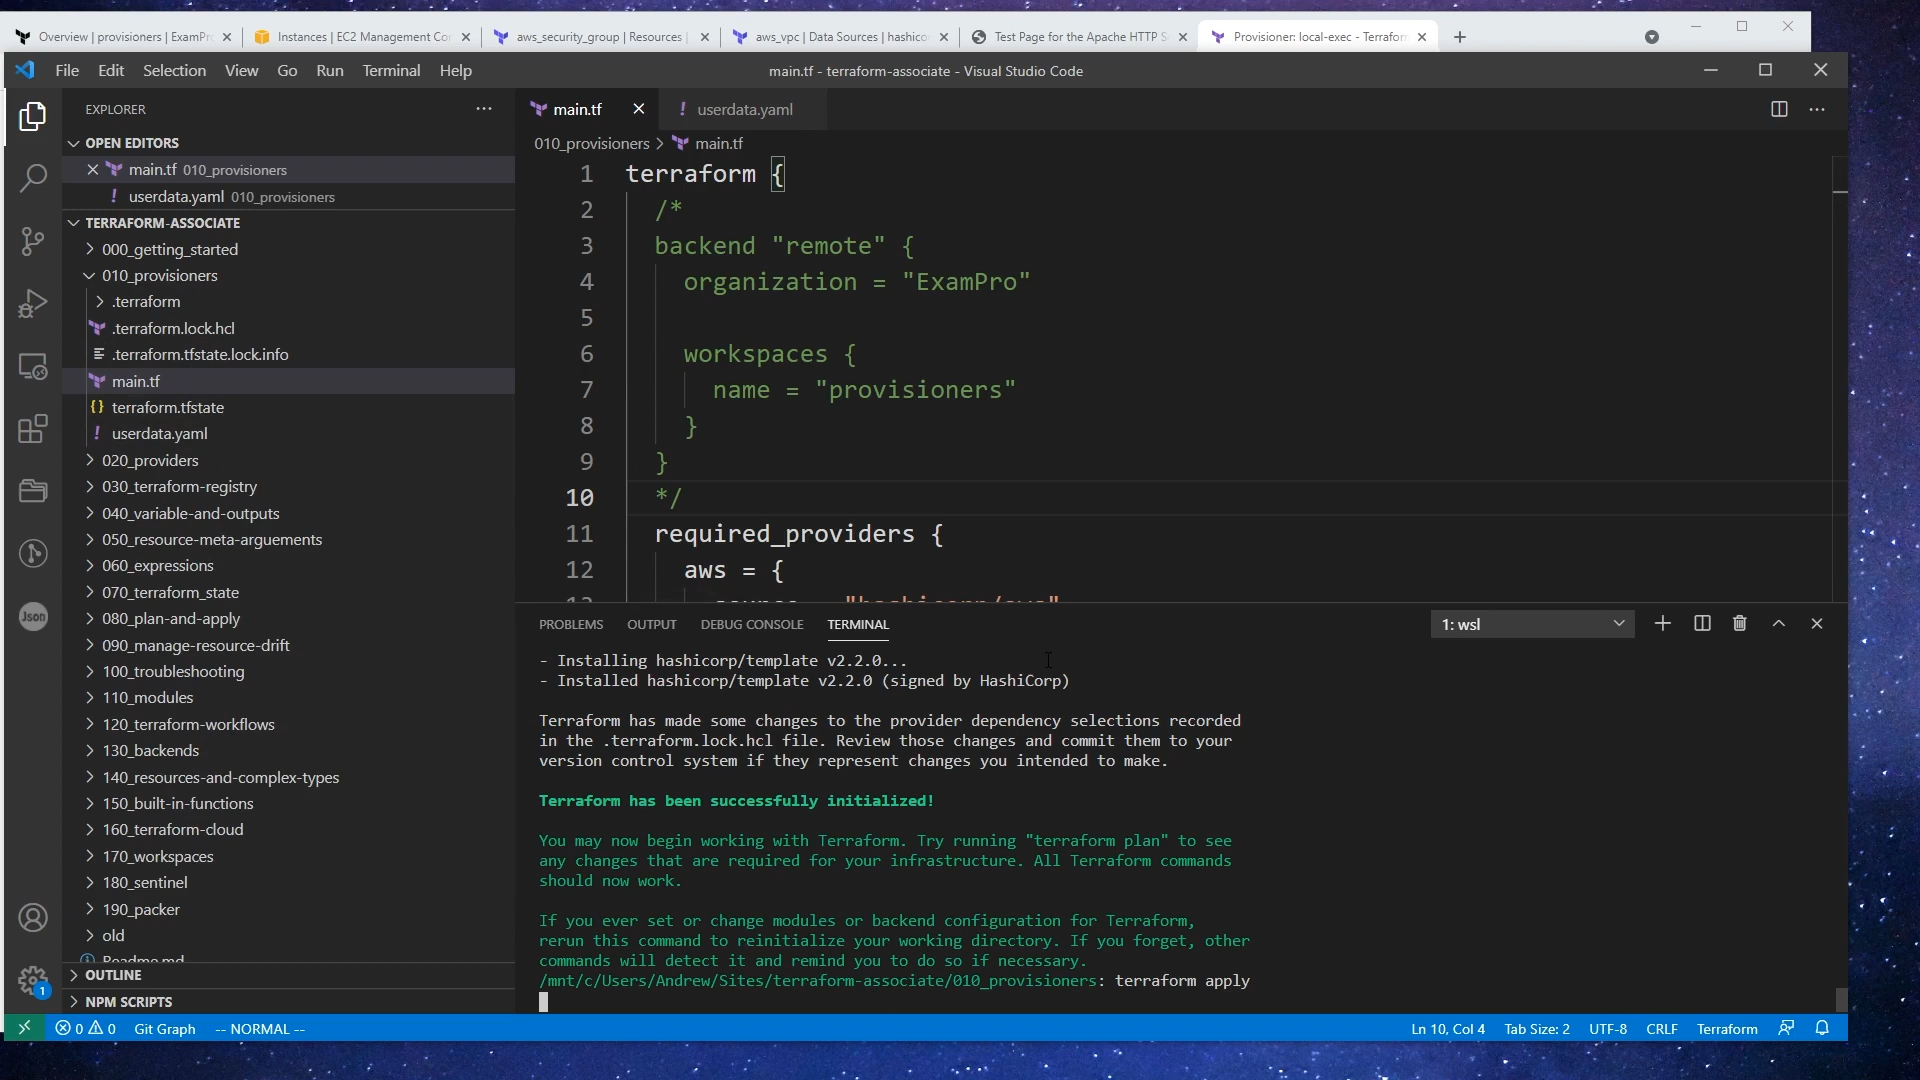 Overview | provisioners | ExamPr
Instances | EC2 Management Co
aws_security_group | Resources |
aws_vpc | Data Sources | hashico
Test Page for the Apache HTTP S
Provisioner: local-exec - Terraform
File Edit Selection View Go Run Terminal Help
main.tf - terraform-associate - Visual Studio Code
EXPLORER
OPEN EDITORS
main.tf 010_provisioners
userdata.yaml 010_provisioners
TERRAFORM-ASSOCIATE
000_getting_started
010_provisioners
.terraform
.terraform.lock.hcl
.terraform.tfstate.lock.info
main.tf
terraform.tfstate
userdata.yaml
020_providers
030_terraform-registry
040_variable-and-outputs
050_resource-meta-arguements
060_expressions
070_terraform_state
080_plan-and-apply
090_manage-resource-drift
100_troubleshooting
110_modules
120_terraform-workflows
130_backends
140_resources-and-complex-types
150_built-in-functions
160_terraform-cloud
170_workspaces
180_sentinel
190_packer
old
Readme.md
OUTLINE
NPM SCRIPTS
Json
1
main.tf
userdata.yaml
010_provisioners > main.tf
1 terraform {
2 /*
3 backend "remote" {
4 organization = "ExamPro"
5
6 workspaces {
7 name = "provisioners"
8 }
9 }
10 */
11 required_providers {
12 aws = {
13 source = "hashicorp/aws"
PROBLEMS OUTPUT DEBUG CONSOLE TERMINAL
1: wsl
- Installing hashicorp/template v2.2.0...
- Installed hashicorp/template v2.2.0 (signed by HashiCorp)
Terraform has made some changes to the provider dependency selections recorded
in the .terraform.lock.hcl file. Review those changes and commit them to your
version control system if they represent changes you intended to make.
Terraform has been successfully initialized!
You may now begin working with Terraform. Try running "terraform plan" to see
any changes that are required for your infrastructure. All Terraform commands
should now work.
If you ever set or change modules or backend configuration for Terraform,
rerun this command to reinitialize your working directory. If you forget, other
commands will detect it and remind you to do so if necessary.
/mnt/c/Users/Andrew/Sites/terraform-associate/010_provisioners: terraform apply
0 0 Git Graph -- NORMAL --
Ln 10, Col 4 Tab Size: 2 UTF-8 CRLF Terraform